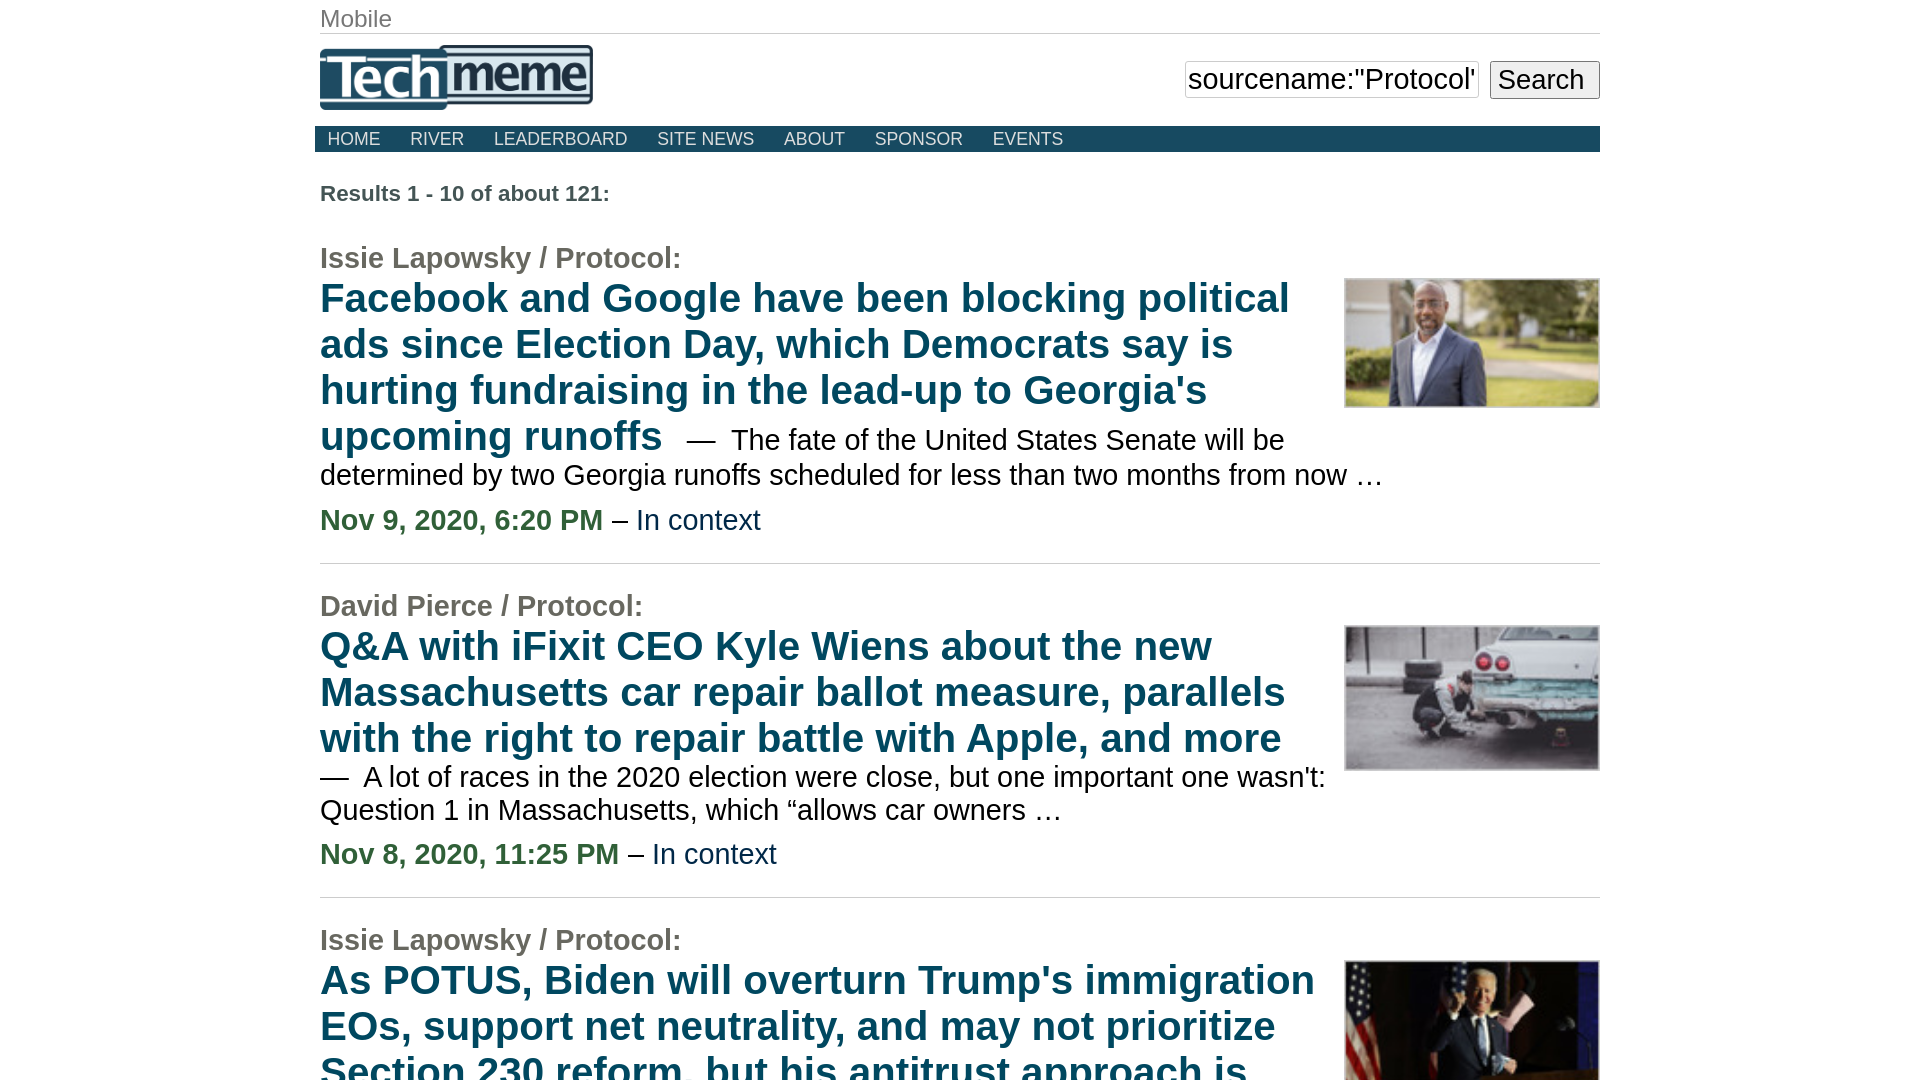 Mobile
Techmeme
sourcename:"Protocol"
Search
HOME RIVER LEADERBOARD SITE NEWS ABOUT SPONSOR EVENTS
Results 1 - 10 of about 121:
Issie Lapowsky / Protocol:
Facebook and Google have been blocking political
ads since Election Day, which Democrats say is
hurting fundraising in the lead-up to Georgia's
upcoming runoffs — The fate of the United States Senate will be
determined by two Georgia runoffs scheduled for less than two months from now …
Nov 9, 2020, 6:20 PM – In context
David Pierce / Protocol:
Q&A with iFixit CEO Kyle Wiens about the new
Massachusetts car repair ballot measure, parallels
with the right to repair battle with Apple, and more
— A lot of races in the 2020 election were close, but one important one wasn't:
Question 1 in Massachusetts, which “allows car owners …
Nov 8, 2020, 11:25 PM – In context
Issie Lapowsky / Protocol:
As POTUS, Biden will overturn Trump's immigration
EOs, support net neutrality, and may not prioritize
Section 230 reform, but his antitrust approach is